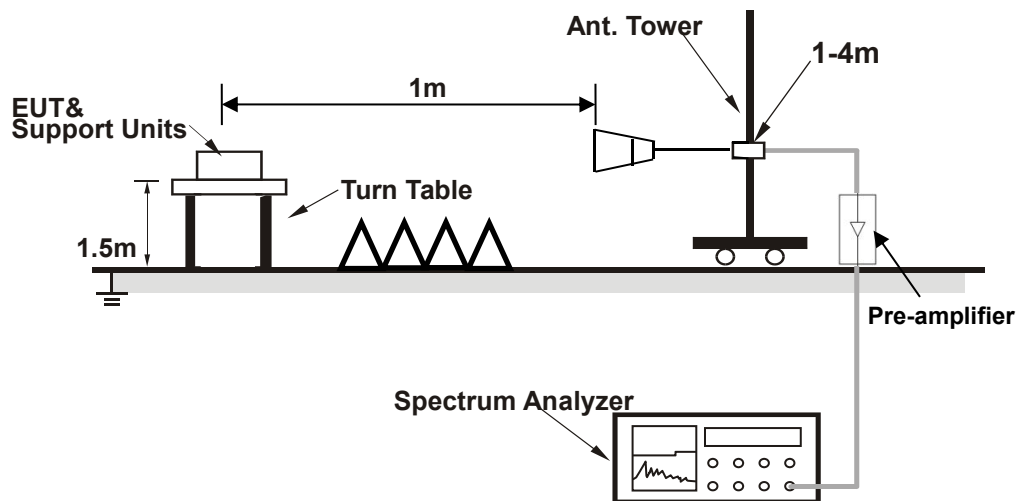 Ant. Tower
1-4m
1m
EUT&
Support Units
Turn Table
1.5m
Pre-amplifier
Spectrum Analyzer